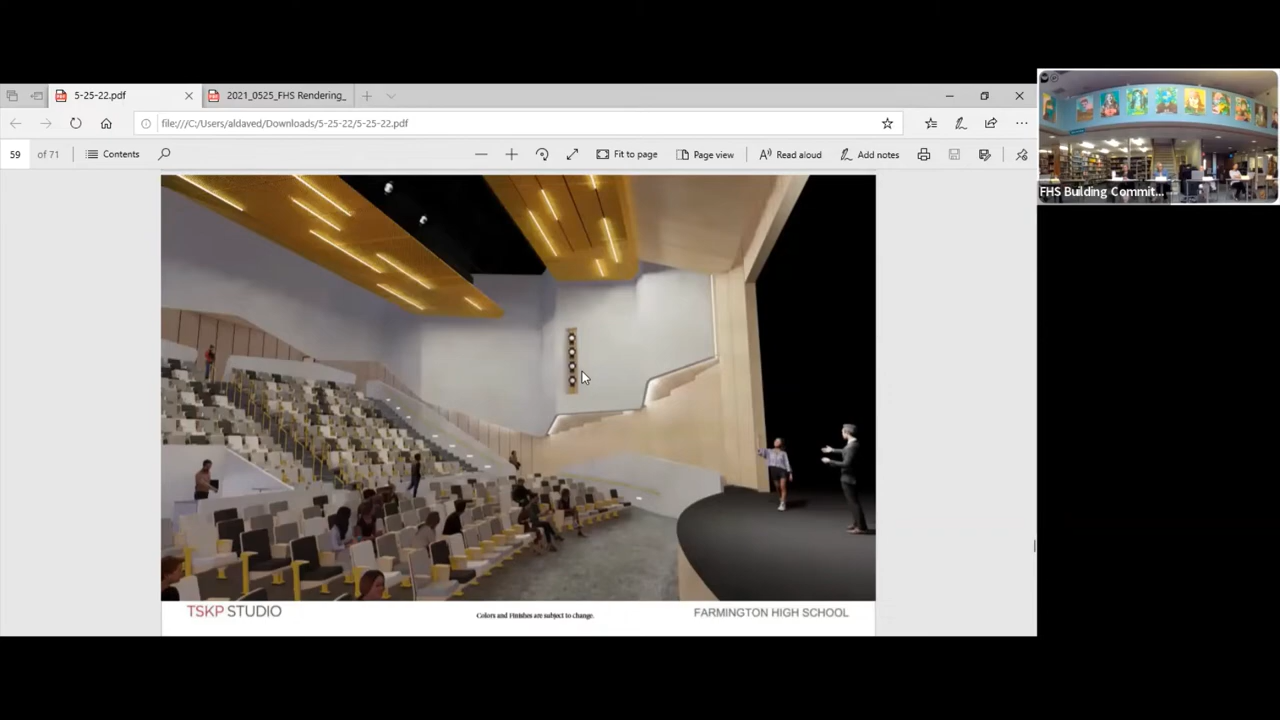 5-25-22.pdf
2021_0525_FHS Rendering_
file:///C:/Users/aldaved/Downloads/5-25-22/5-25-22.pdf
59 of 71
Contents
Fit to page
Page view
Read aloud
Add notes
FHS Building Commit...
TSKP STUDIO
Colors and Finishes are subject to change.
FARMINGTON HIGH SCHOOL